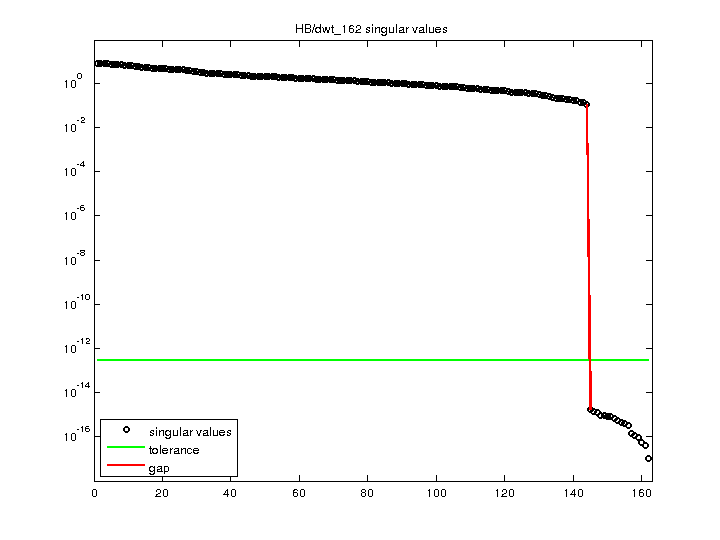 HB/dwt_162 singular values
10^0
10^-2
10^-4
10^-6
10^-8
10^-10
10^-12
10^-14
10^-16
singular values
tolerance
gap
0 20 40 60 80 100 120 140 160